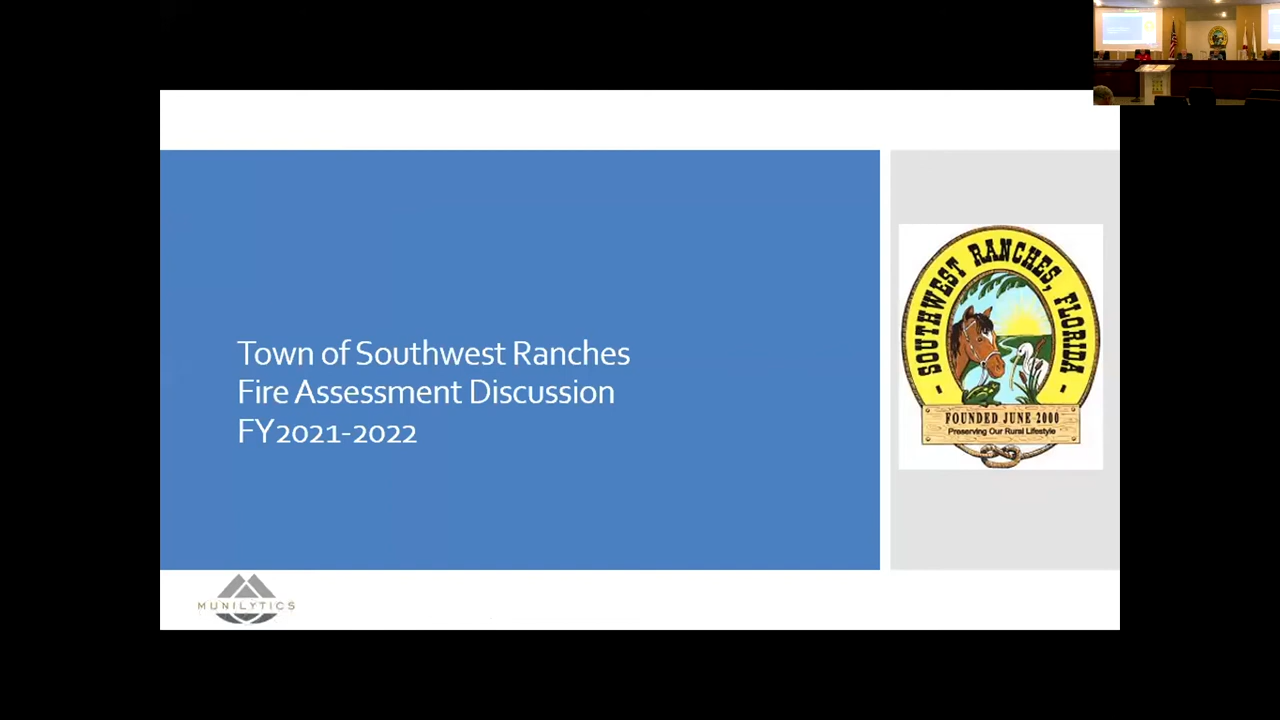 Town of Southwest Ranches
Fire Assessment Discussion
FY2021-2022
- SOUTHWEST RANCHES, FLORIDA -
FOUNDED JUNE 2000
Preserving Our Rural Lifestyle
MUNILYTICS